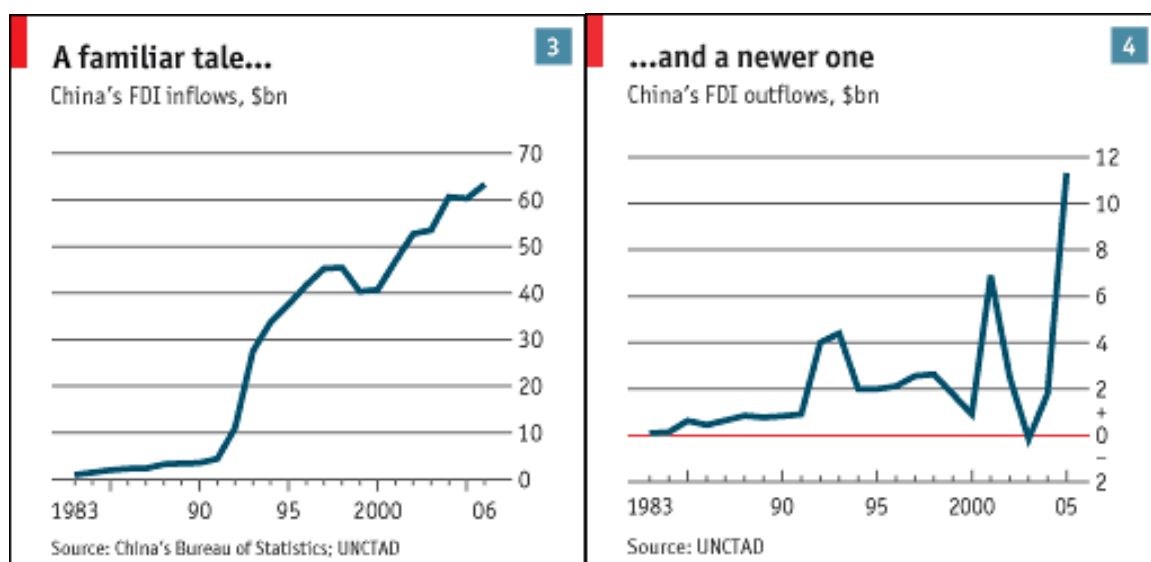 A familiar tale...
3
China's FDI inflows, $bn
70
60
50
40
30
20
10
0
1983 90 95 2000 06
Source: China's Bureau of Statistics; UNCTAD
...and a newer one
4
China's FDI outflows, $bn
12
10
8
6
4
2
+
0
–
2
1983 90 95 2000 05
Source: UNCTAD